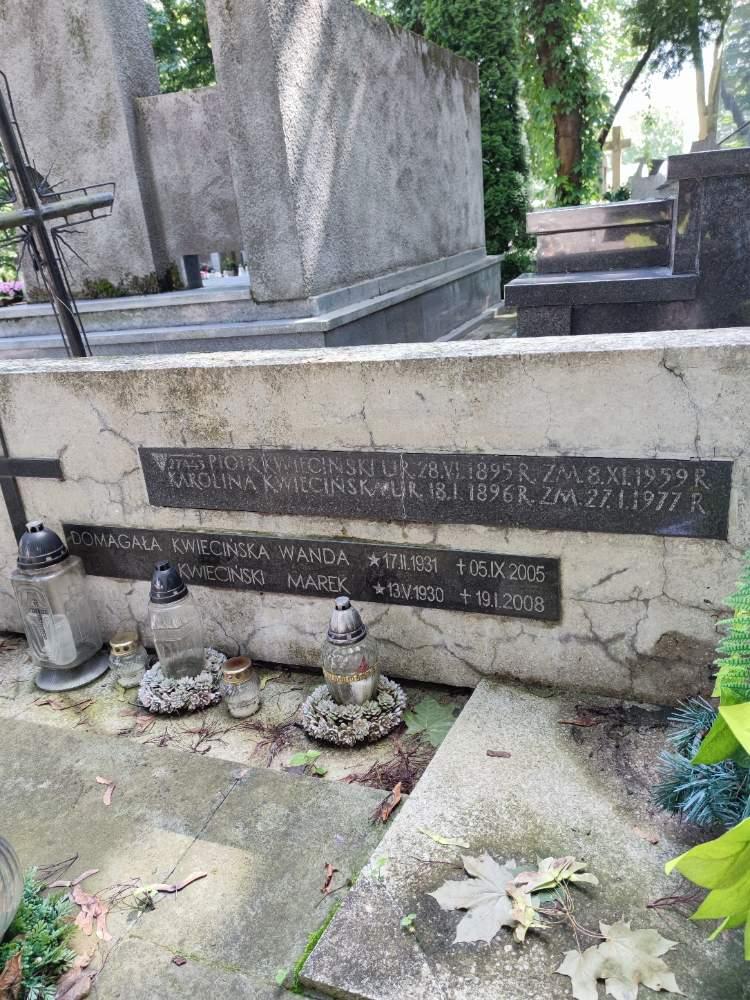 27443 PIOTR KWIECIŃSKI UR. 28.VI.1895 R. ZM. 8.XI.1959 R
KAROLINA KWIECIŃSKA UR. 18.I.1896 R. ZM. 27.I.1977 R
DOMAGAŁA KWIECIŃSKA WANDA ★17.II.1931 +05.IX.2005
KWIECIŃSKI MAREK ★13.V.1930 +19.I.2008